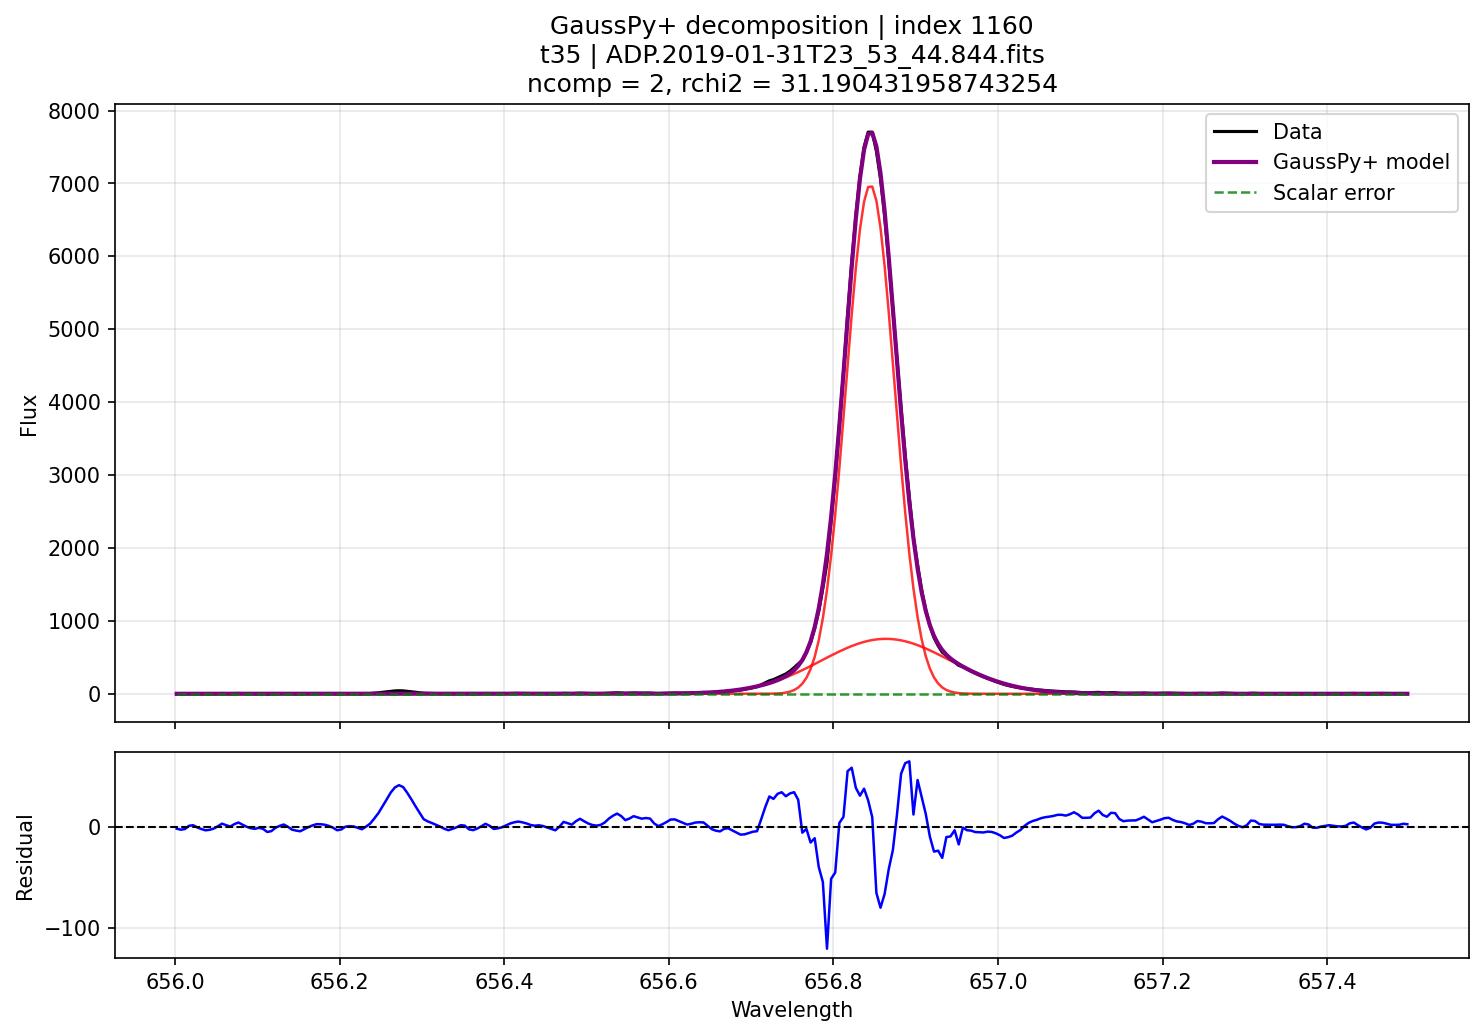 GaussPy+ decomposition | index 1160
t35 | ADP.2019-01-31T23_53_44.844.fits
ncomp = 2, rchi2 = 31.190431958743254
8000
7000
6000
5000
4000
3000
2000
1000
0
Flux
Data
GaussPy+ model
Scalar error
0
−100
Residual
656.0
656.2
656.4
656.6
656.8
657.0
657.2
657.4
Wavelength